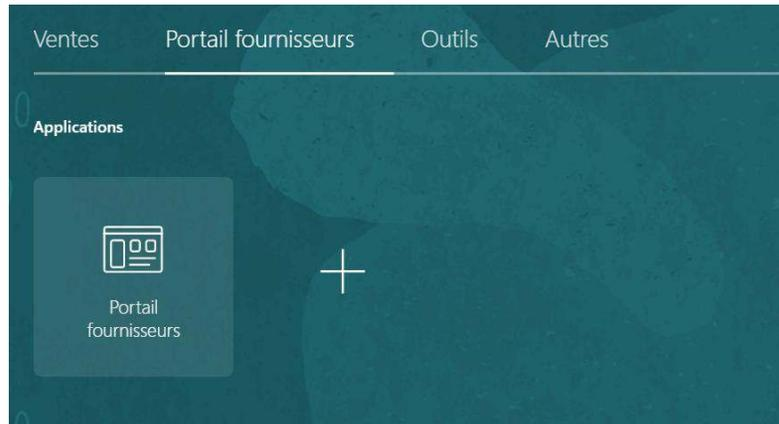 Ventes Portail fournisseurs Outils Autres
Applications
Portail
fournisseurs